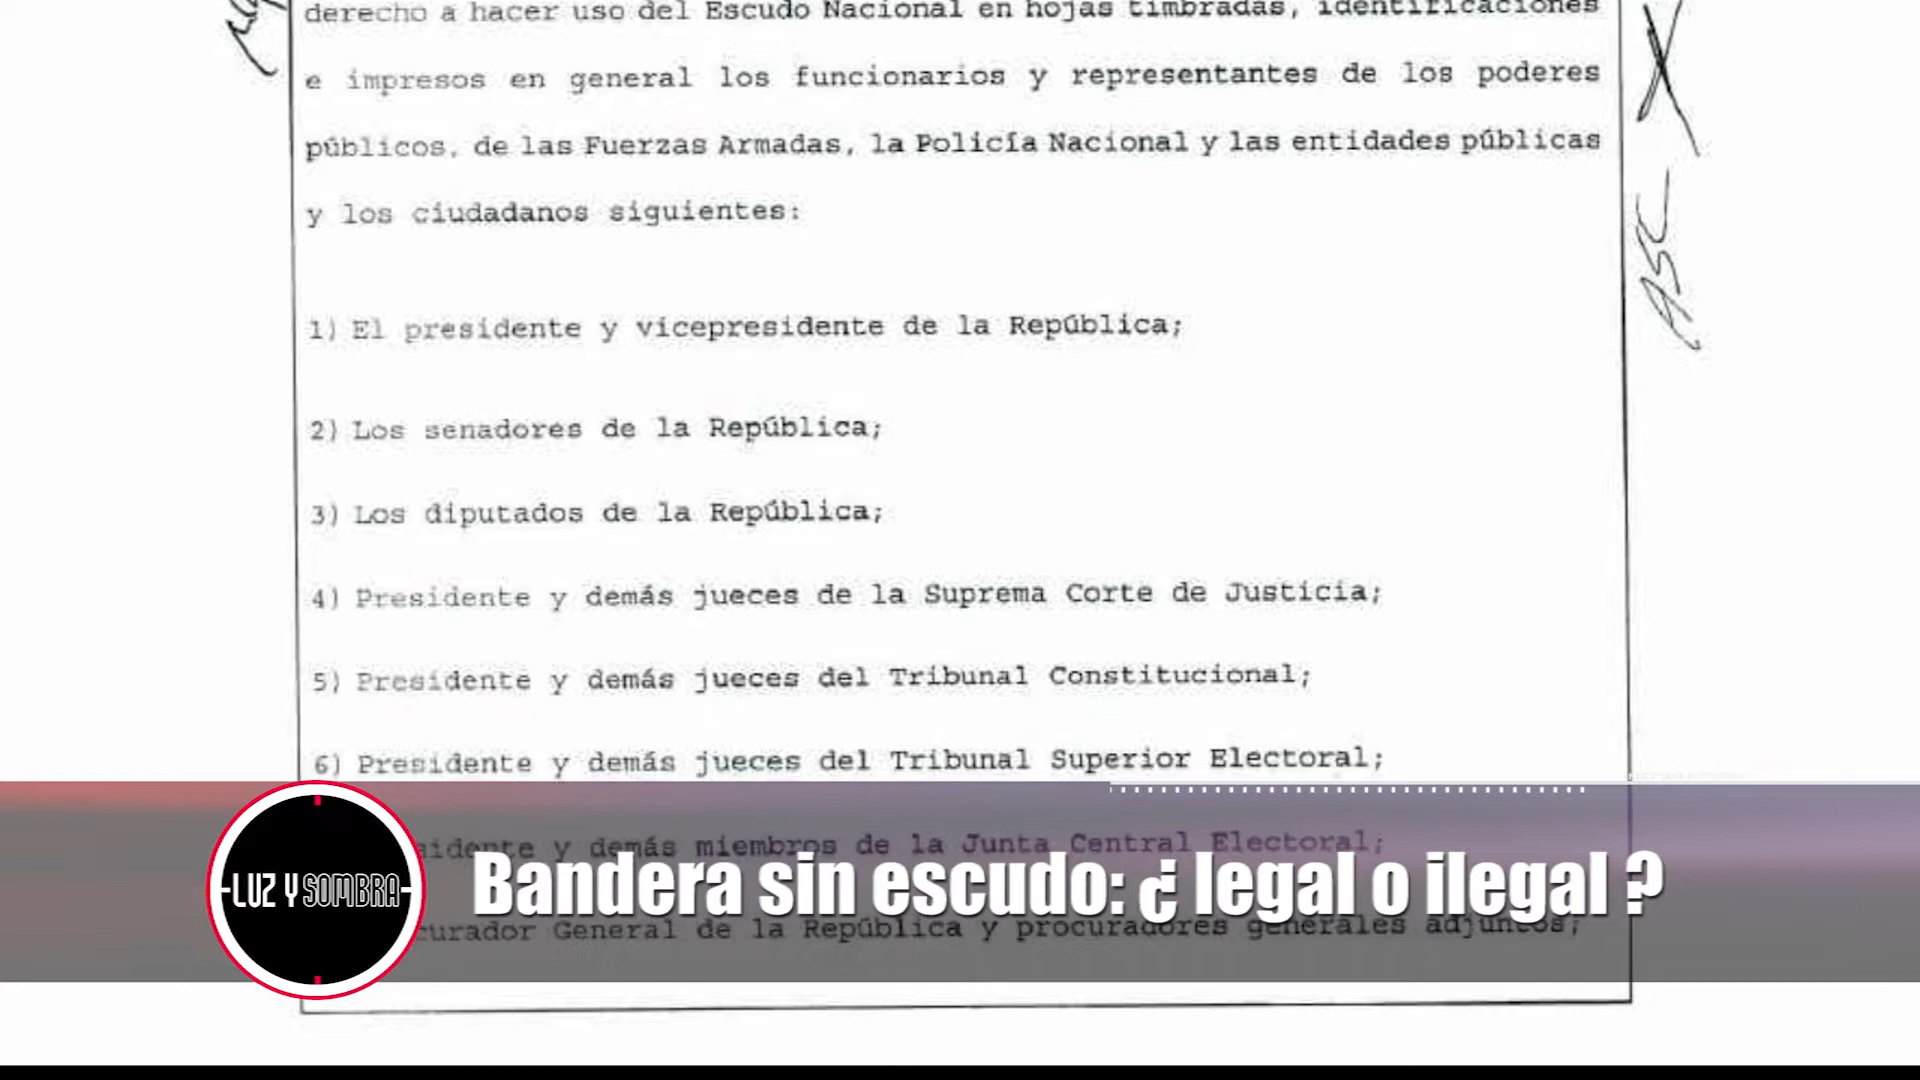 derecho a hacer uso del Escudo Nacional en hojas timbradas, identificaciones
e impresos en general los funcionarios y representantes de los poderes
públicos, de las Fuerzas Armadas, la Policía Nacional y las entidades públicas
y los ciudadanos siguientes:
1) El presidente y vicepresidente de la República;
2) Los senadores de la República;
3) Los diputados de la República;
4) Presidente y demás jueces de la Suprema Corte de Justicia;
5) Presidente y demás jueces del Tribunal Constitucional;
6) Presidente y demás jueces del Tribunal Superior Electoral;
y demás miembros de la Junta Central Electoral;
General de la República y procuradores generales adjuntos;
LUZ Y SOMBRA
Bandera sin escudo: ¿ legal o ilegal ?
ASC